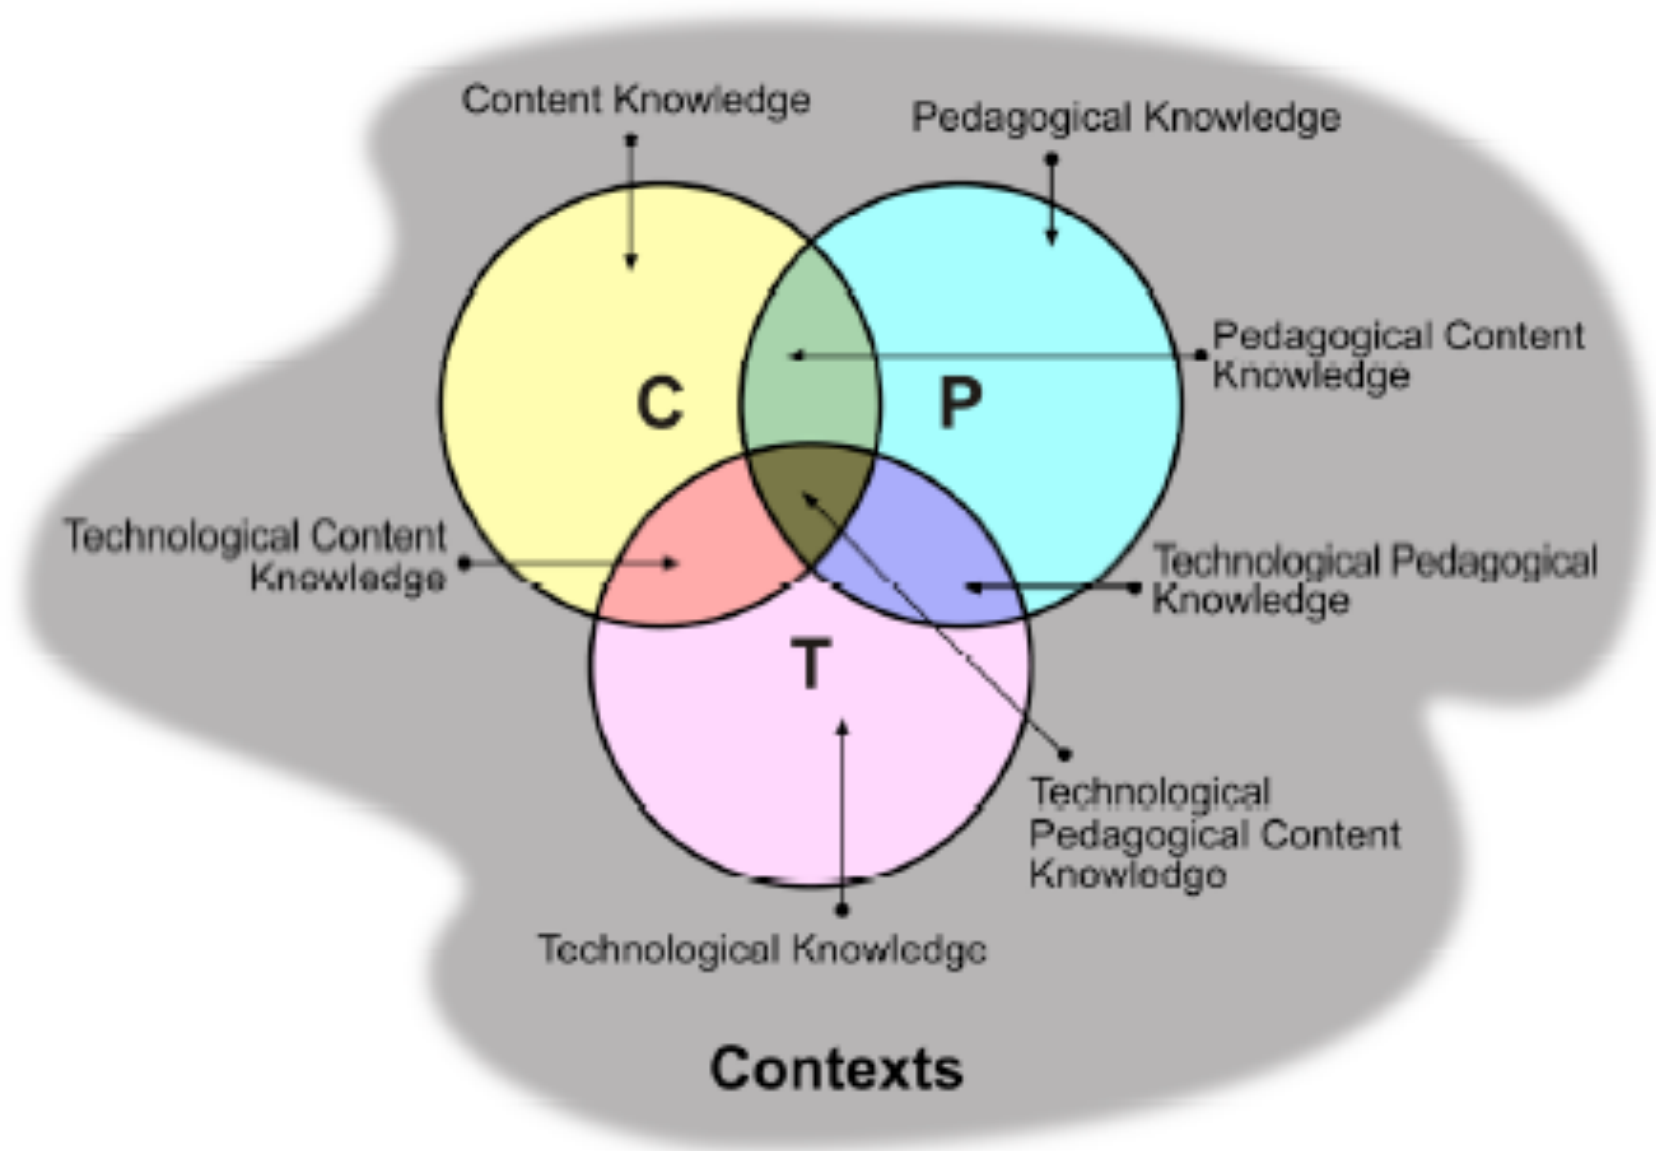 Content Knowledge
Pedagogical Knowledge
Pedagogical Content
Knowledge
C
P
Technological Content
Knowledge
Technological Pedagogical
Knowledge
T
Technological
Pedagogical Content
Knowledge
Technological Knowledge
Contexts